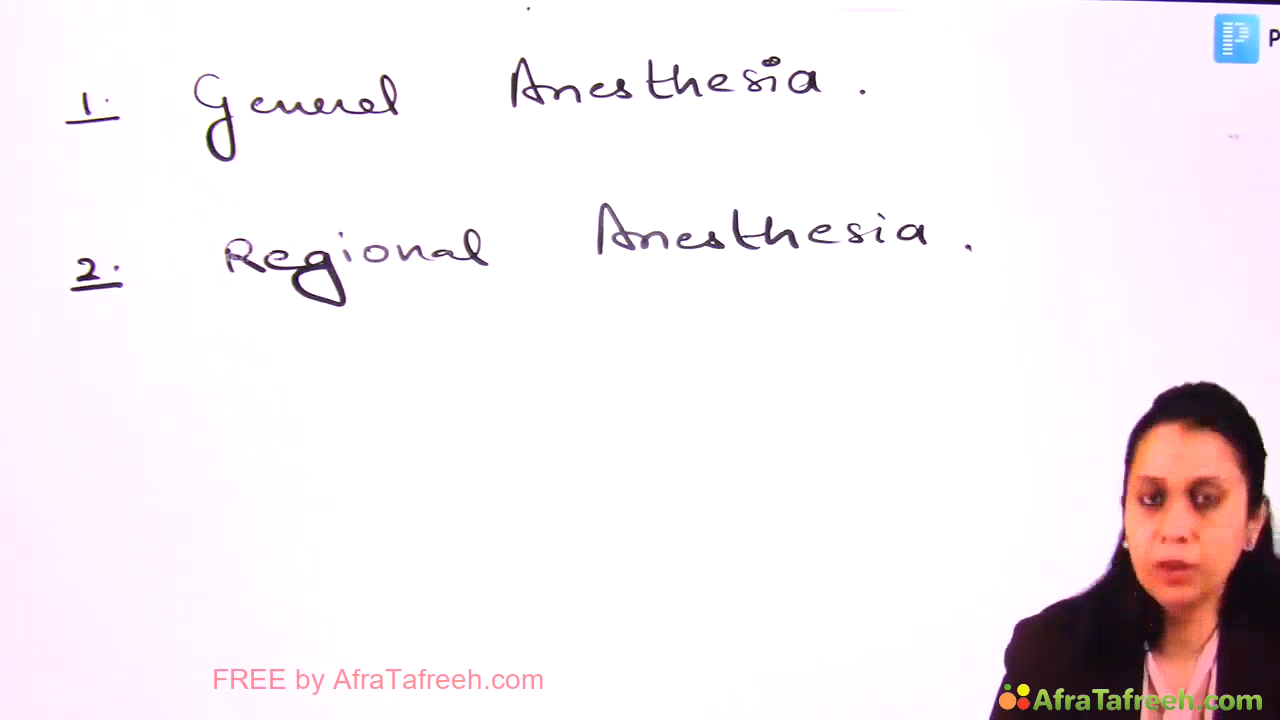 P
1. General Anesthesia.
2. Regional Anesthesia.
FREE by AfraTafreeh.com
AfraTafreeh.com